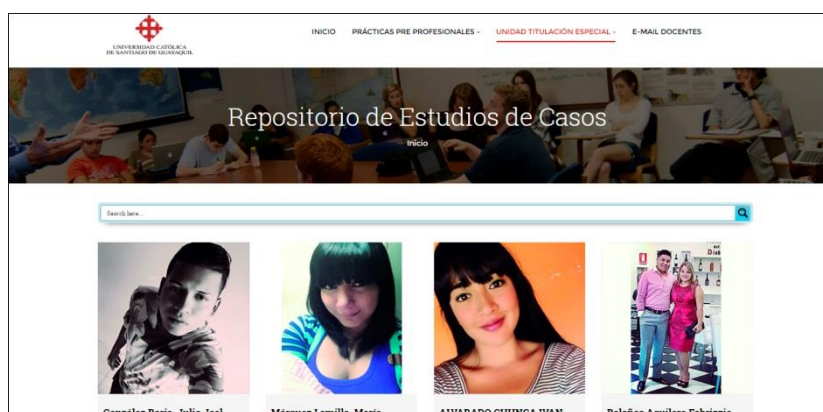 UNIVERSIDAD CATÓLICA
DE SANTIAGO DE GUAYAQUIL
INICIO PRÁCTICAS PRE PROFESIONALES UNIDAD TITULACIÓN ESPECIAL E-MAIL DOCENTES
Repositorio de Estudios de Casos
Inicio
Search here...